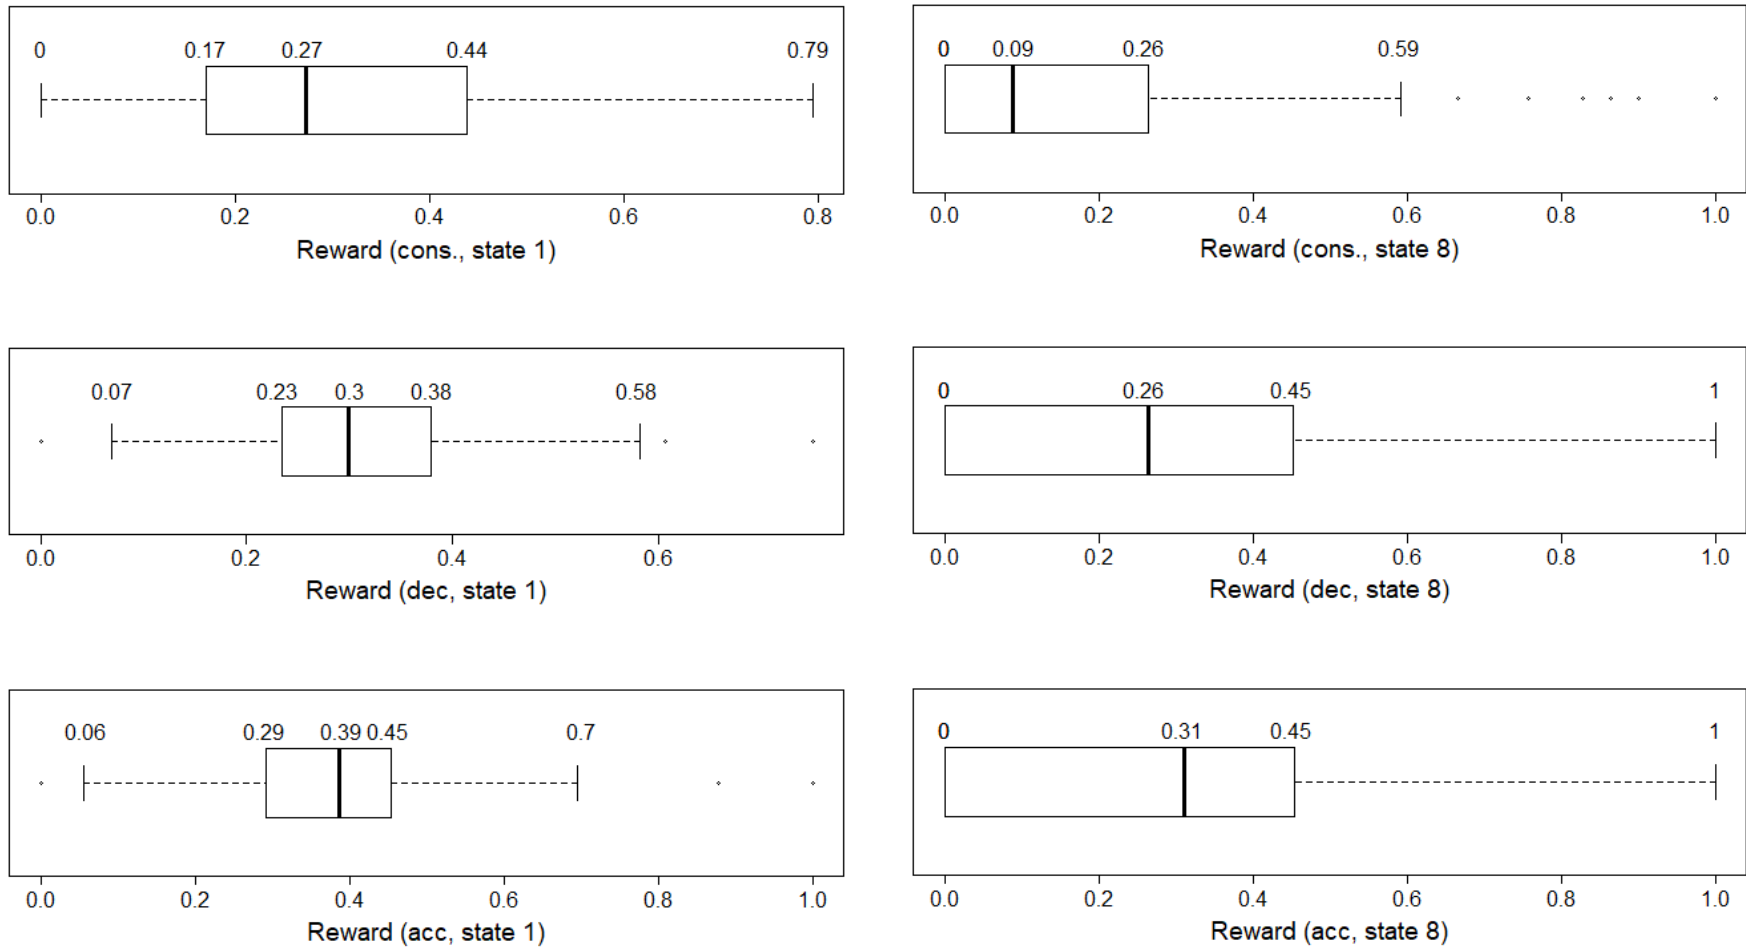 0 0.17 0.27 0.44 0.79
0.0 0.2 0.4 0.6 0.8
Reward (cons., state 1)
0 0.09 0.26 0.59
0.0 0.2 0.4 0.6 0.8 1.0
Reward (cons., state 8)
0.07 0.23 0.3 0.38 0.58
0.0 0.2 0.4 0.6
Reward (dec, state 1)
0 0.26 0.45 1
0.0 0.2 0.4 0.6 0.8 1.0
Reward (dec, state 8)
0.06 0.29 0.39 0.45 0.7
0.0 0.2 0.4 0.6 0.8 1.0
Reward (acc, state 1)
0 0.31 0.45 1
0.0 0.2 0.4 0.6 0.8 1.0
Reward (acc, state 8)